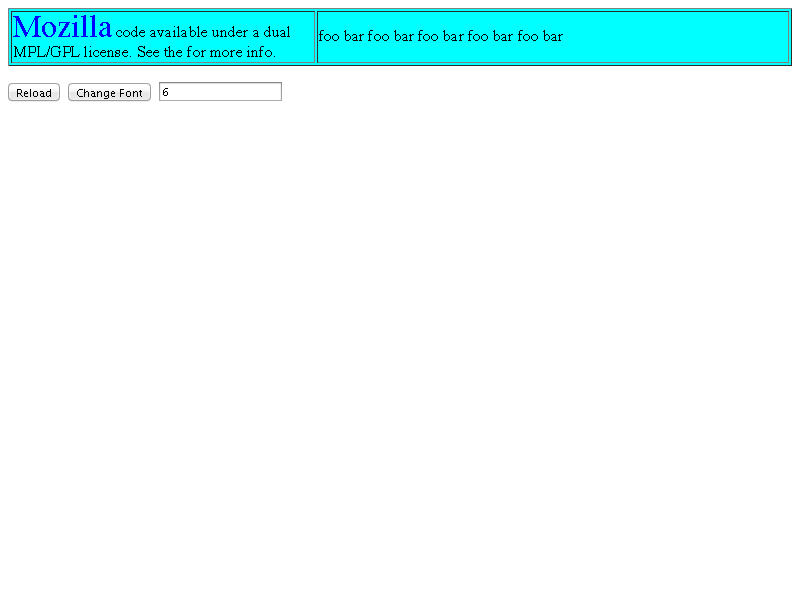 Mozilla code available under a dual
MPL/GPL license. See the for more info.
foo bar foo bar foo bar foo bar foo bar
Reload Change Font 6